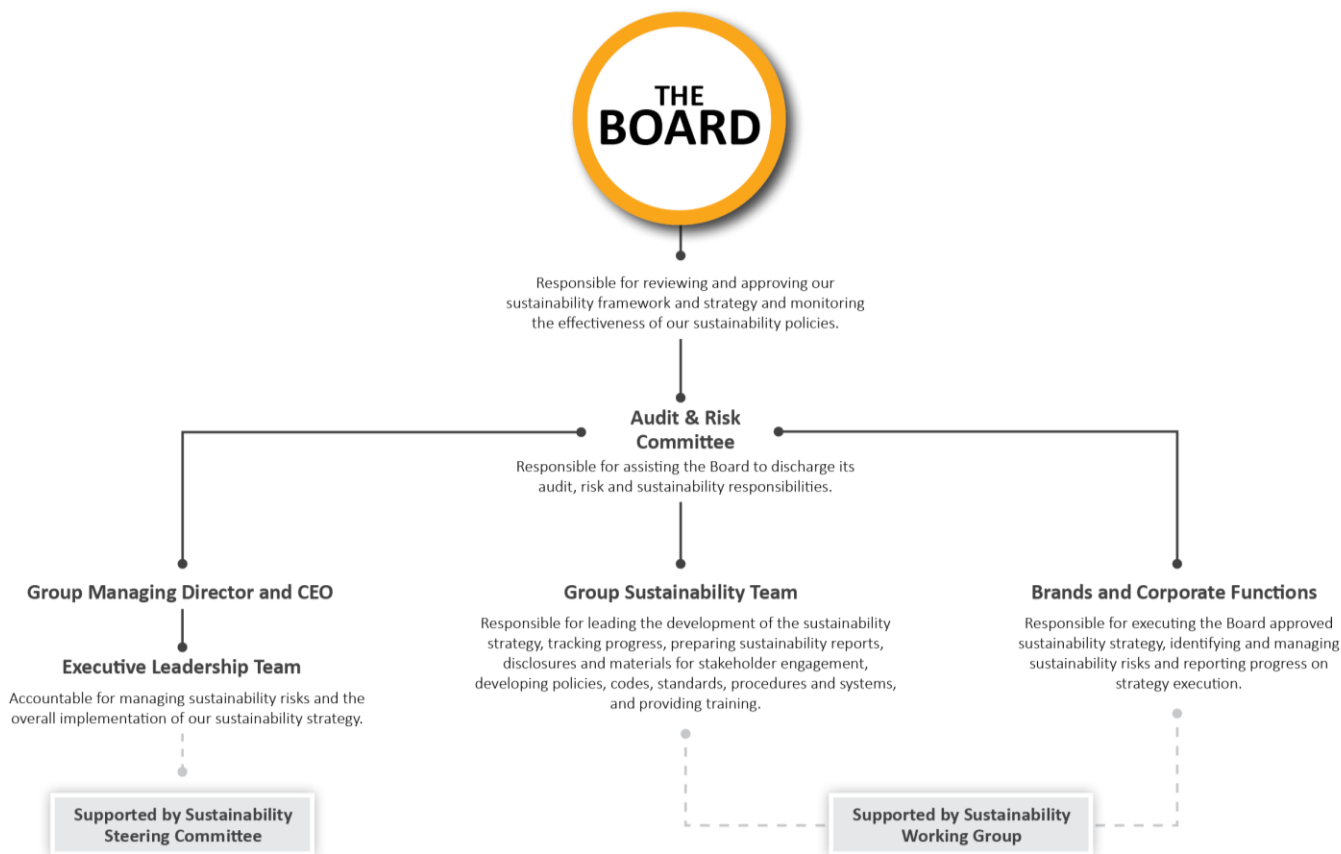 THE
BOARD
Responsible for reviewing and approving our
sustainability framework and strategy and monitoring
the effectiveness of our sustainability policies.
Audit & Risk
Committee
Responsible for assisting the Board to discharge its
audit, risk and sustainability responsibilities.
Group Managing Director and CEO
Executive Leadership Team
Accountable for managing sustainability risks and the
overall implementation of our sustainability strategy.
Supported by Sustainability
Steering Committee
Group Sustainability Team
Responsible for leading the development of the sustainability
strategy, tracking progress, preparing sustainability reports,
disclosures and materials for stakeholder engagement,
developing policies, codes, standards, procedures and systems,
and providing training.
Brands and Corporate Functions
Responsible for executing the Board approved
sustainability strategy, identifying and managing
sustainability risks and reporting progress on
strategy execution.
Supported by Sustainability
Working Group